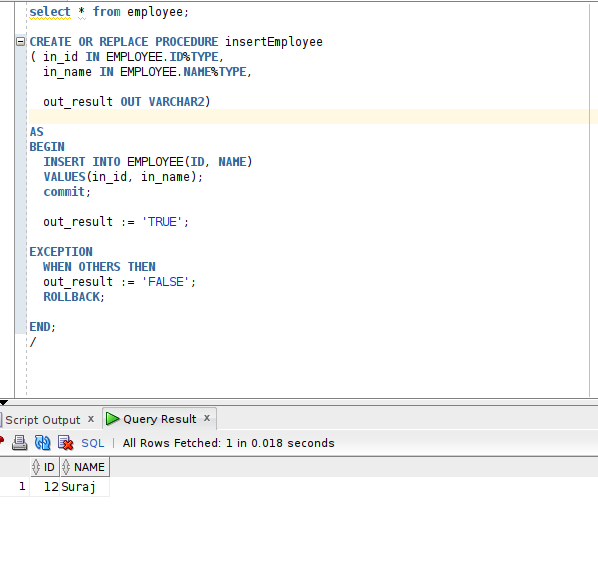 select * from employee;
CREATE OR REPLACE PROCEDURE insertEmployee
( in_id IN EMPLOYEE.ID%TYPE,
in_name IN EMPLOYEE.NAME%TYPE,
out_result OUT VARCHAR2)
AS
BEGIN
INSERT INTO EMPLOYEE(ID, NAME)
VALUES(in_id, in_name);
commit;
out_result := 'TRUE';
EXCEPTION
WHEN OTHERS THEN
out_result := 'FALSE';
ROLLBACK;
END;
/
Script Output x Query Result x
SQL | All Rows Fetched: 1 in 0.018 seconds
ID NAME
1 12 Suraj